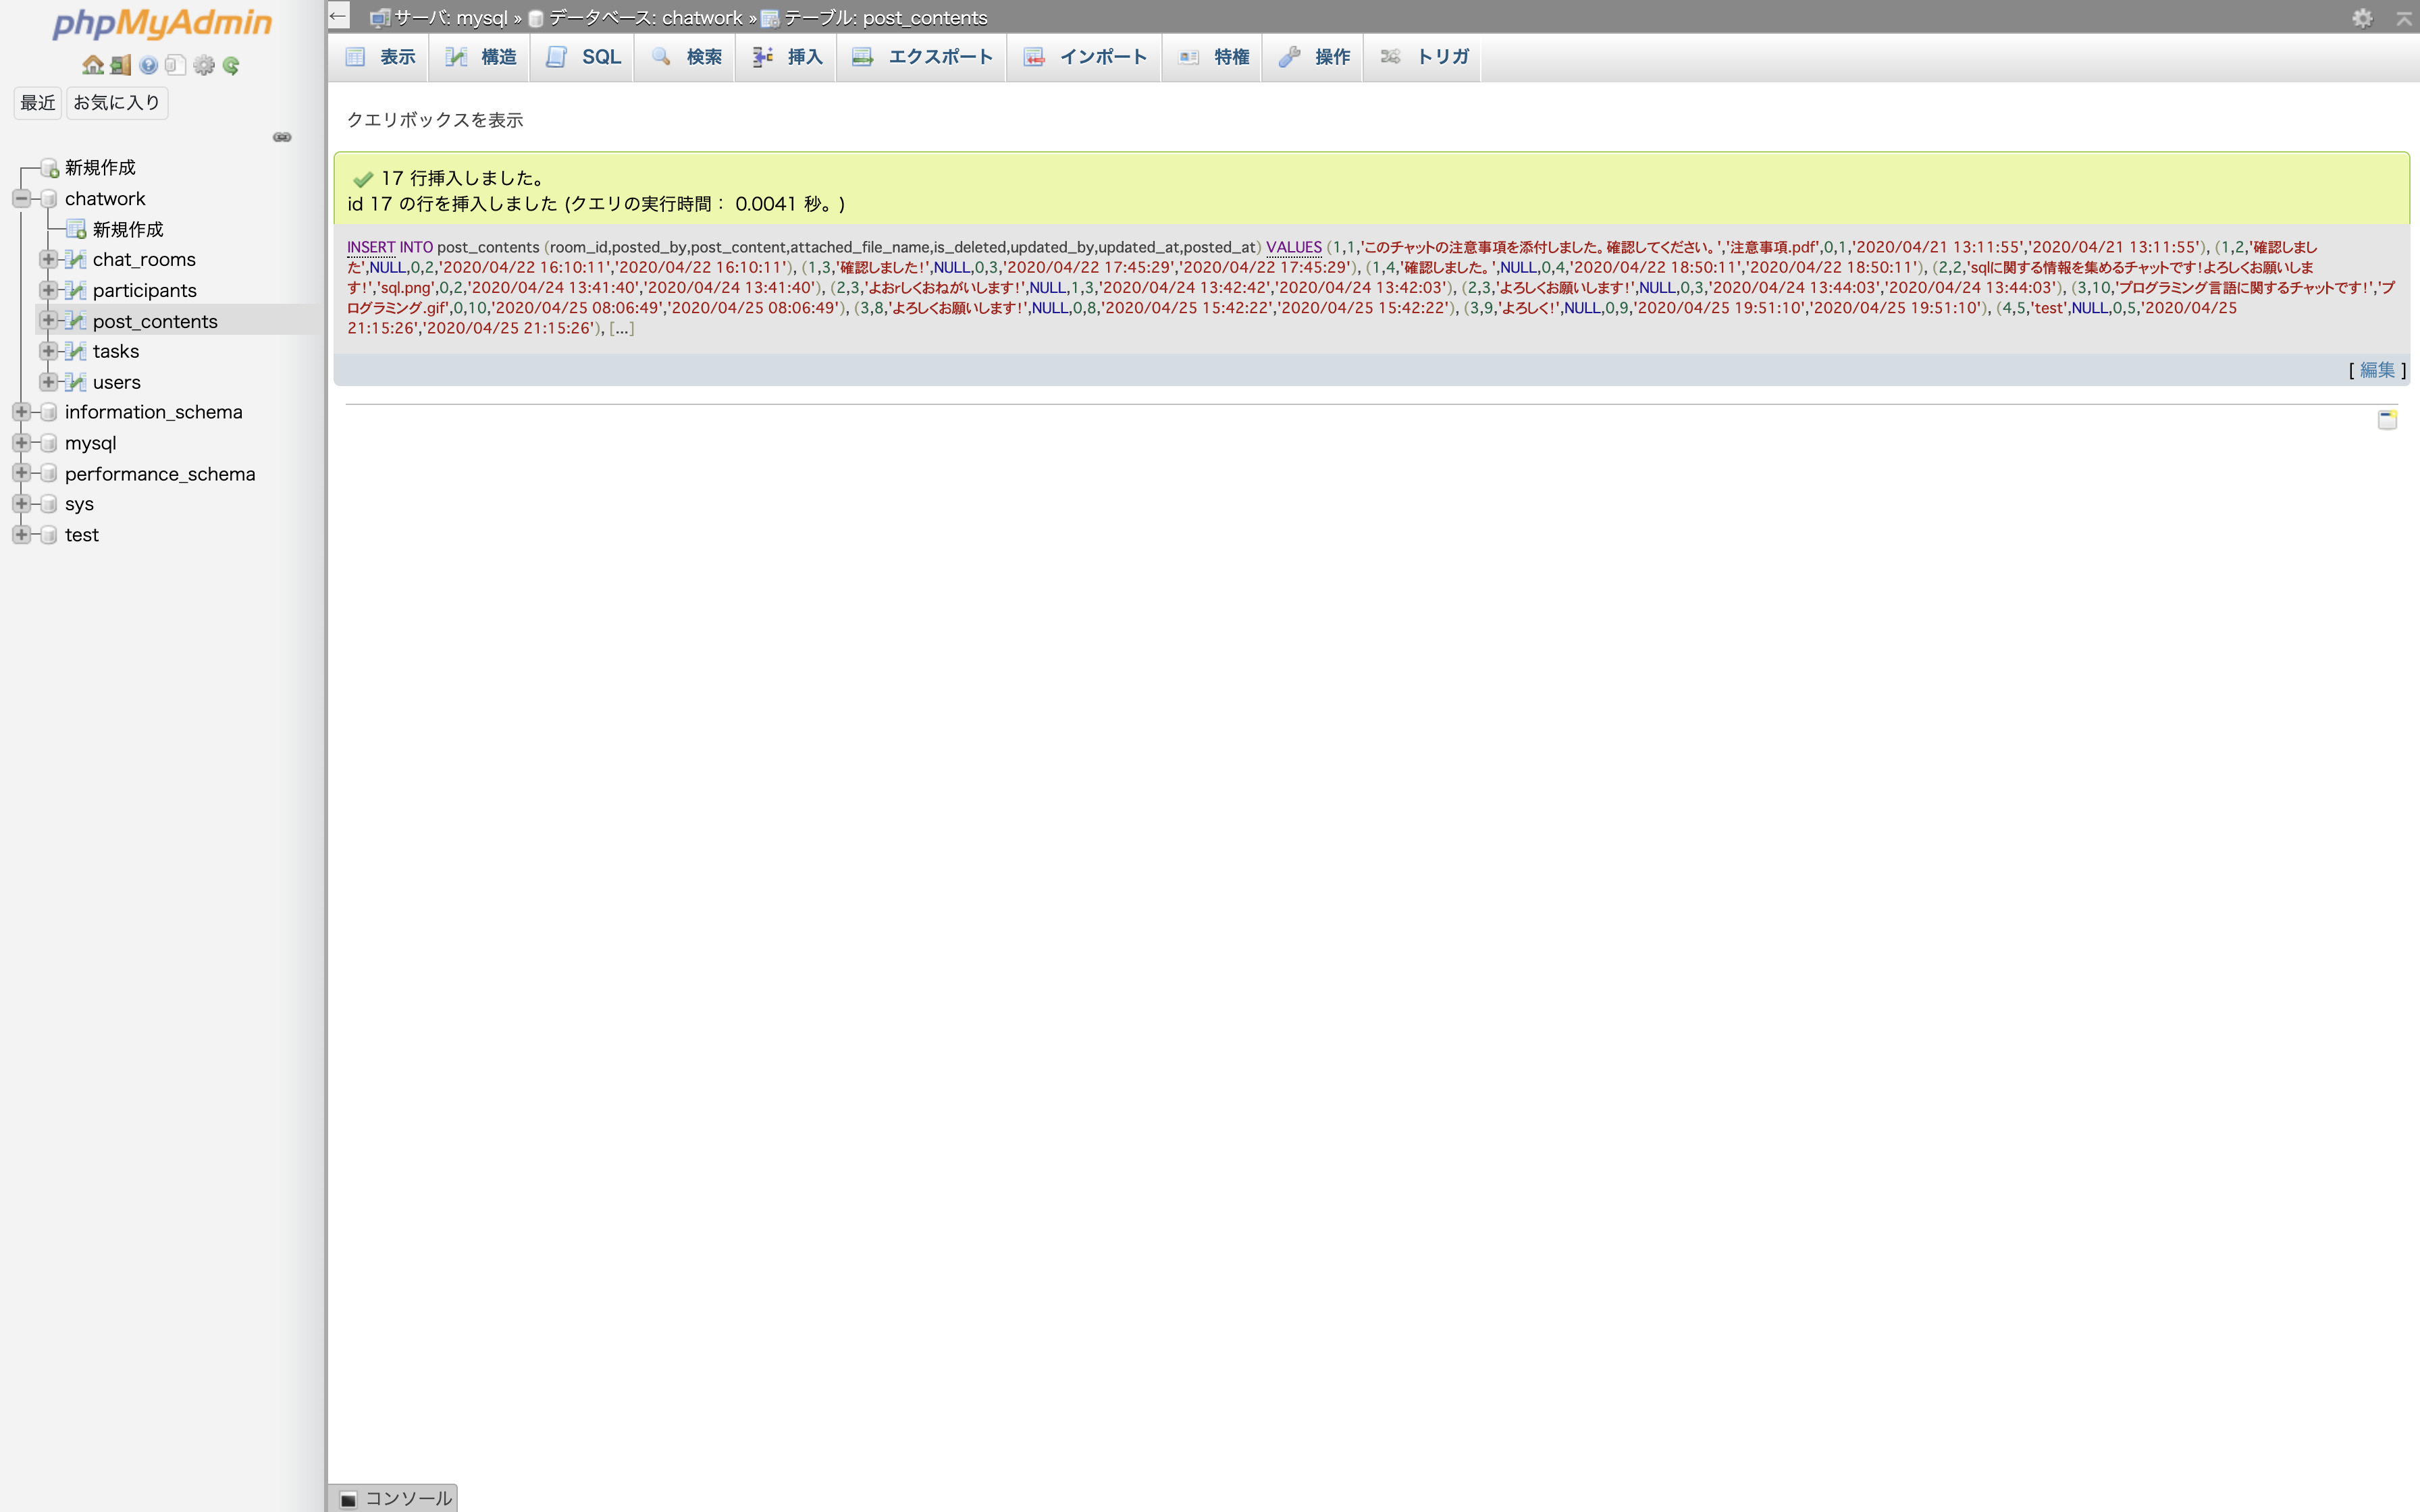 phpMyAdmin
最近 お気に入り
新規作成
chatwork
新規作成
chat_rooms
participants
post_contents
tasks
users
information_schema
mysql
performance_schema
sys
test
サーバ: mysql » データベース: chatwork » テーブル: post_contents
表示 構造 SQL 検索 挿入 エクスポート インポート 特権 操作 トリガ
クエリボックスを表示
17 行挿入しました。
id 17 の行を挿入しました (クエリの実行時間： 0.0041 秒。)
INSERT INTO post_contents (room_id,posted_by,post_content,attached_file_name,is_deleted,updated_by,updated_at,posted_at) VALUES (1,1,'このチャットの注意事項を添付しました。確認してください。','注意事項.pdf',0,1,'2020/04/21 13:11:55','2020/04/21 13:11:55'), (1,2,'確認しまし
た',NULL,0,2,'2020/04/22 16:10:11','2020/04/22 16:10:11'), (1,3,'確認しました!',NULL,0,3,'2020/04/22 17:45:29','2020/04/22 17:45:29'), (1,4,'確認しました。',NULL,0,4,'2020/04/22 18:50:11','2020/04/22 18:50:11'), (2,2,'sqlに関する情報を集めるチャットです!よろしくお願いしま
す!','sql.png',0,2,'2020/04/24 13:41:40','2020/04/24 13:41:40'), (2,3,'よおrしくおねがいします!',NULL,1,3,'2020/04/24 13:42:42','2020/04/24 13:42:03'), (2,3,'よろしくお願いします!',NULL,0,3,'2020/04/24 13:44:03','2020/04/24 13:44:03'), (3,10,'プログラミング言語に関するチャットです!','プ
ログラミング.gif',0,10,'2020/04/25 08:06:49','2020/04/25 08:06:49'), (3,8,'よろしくお願いします!',NULL,0,8,'2020/04/25 15:42:22','2020/04/25 15:42:22'), (3,9,'よろしく!',NULL,0,9,'2020/04/25 19:51:10','2020/04/25 19:51:10'), (4,5,'test',NULL,0,5,'2020/04/25
21:15:26','2020/04/25 21:15:26'), [...]
[ 編集 ]
コンソール